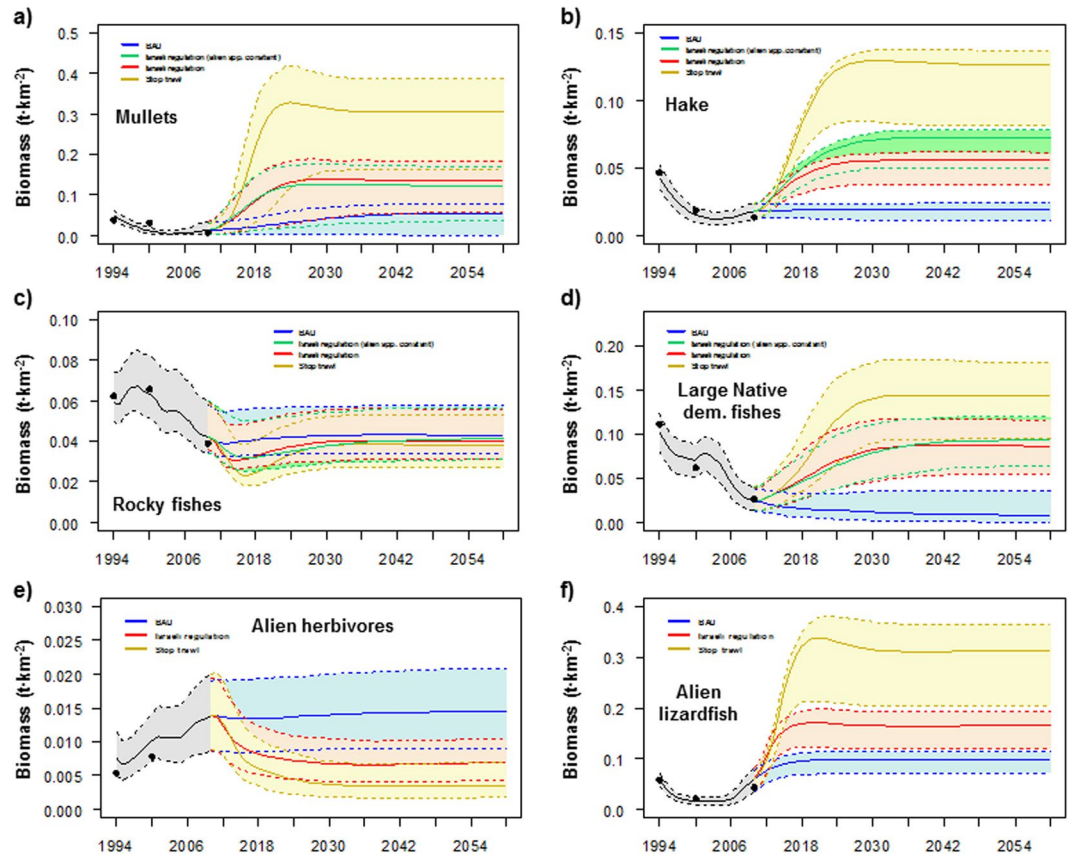 a)
Biomass (t·km-2)
0.5
0.4
0.3
0.2
0.1
0.0
BAU
Israeli regulation (alien spp. constant)
Israeli regulation
Stop trawl
Mullets
1994 2006 2018 2030 2042 2054
b)
Biomass (t·km-2)
0.15
0.10
0.05
0.00
BAU
Israeli regulation (alien spp. constant)
Israeli regulation
Stop trawl
Hake
1994 2006 2018 2030 2042 2054
c)
Biomass (t·km-2)
0.10
0.08
0.06
0.04
0.02
0.00
BAU
Israeli regulation (alien spp. constant)
Israeli regulation
Stop trawl
Rocky fishes
1994 2006 2018 2030 2042 2054
d)
Biomass (t·km-2)
0.20
0.15
0.10
0.05
0.00
BAU
Israeli regulation (alien spp. constant)
Israeli regulation
Stop trawl
Large Native
dem. fishes
1994 2006 2018 2030 2042 2054
e)
Biomass (t·km-2)
0.030
0.025
0.020
0.015
0.010
0.005
0.000
BAU
Israeli regulation
Stop trawl
Alien herbivores
1994 2006 2018 2030 2042 2054
f)
Biomass (t·km-2)
0.4
0.3
0.2
0.1
0.0
BAU
Israeli regulation
Stop trawl
Alien
lizardfish
1994 2006 2018 2030 2042 2054